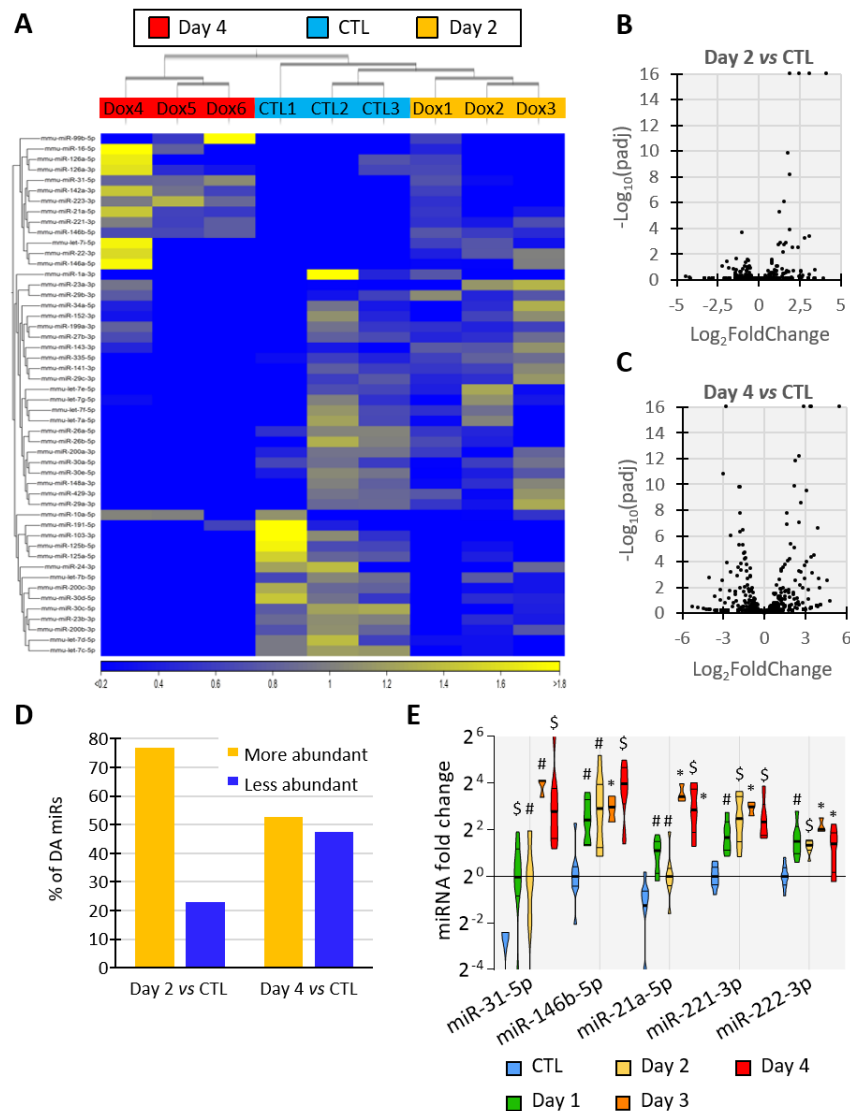 A
Day 4
CTL
Day 2
Dox4 Dox5 Dox6 CTL1 CTL2 CTL3 Dox1 Dox2 Dox3
mmu-miR-99b-5p
mmu-miR-16-5p
mmu-miR-126a-5p
mmu-miR-126a-3p
mmu-miR-31-5p
mmu-miR-142a-3p
mmu-miR-223-3p
mmu-miR-21a-5p
mmu-miR-221-3p
mmu-miR-146b-5p
mmu-let-7i-5p
mmu-miR-22-3p
mmu-miR-146a-5p
mmu-miR-1a-3p
mmu-miR-23a-3p
mmu-miR-29b-3p
mmu-miR-34a-5p
mmu-miR-152-3p
mmu-miR-199a-3p
mmu-miR-27b-3p
mmu-miR-143-3p
mmu-miR-335-5p
mmu-miR-141-3p
mmu-miR-29c-3p
mmu-let-7e-5p
mmu-let-7g-5p
mmu-let-7f-5p
mmu-let-7a-5p
mmu-miR-26a-5p
mmu-miR-26b-5p
mmu-miR-200a-3p
mmu-miR-30a-5p
mmu-miR-30e-5p
mmu-miR-148a-3p
mmu-miR-429-3p
mmu-miR-29a-3p
mmu-miR-10a-5p
mmu-miR-191-5p
mmu-miR-103-3p
mmu-miR-125b-5p
mmu-miR-125a-5p
mmu-miR-24-3p
mmu-let-7b-5p
mmu-miR-200c-3p
mmu-miR-30d-5p
mmu-miR-30c-5p
mmu-miR-23b-3p
mmu-miR-200b-3p
mmu-let-7d-5p
mmu-let-7c-5p
<0.2 0.4 0.6 0.8 1 1.2 1.4 1.6 >1.8
B
Day 2 vs CTL
-Log10(padj)
16
14
12
10
8
6
4
2
0
-5 -2,5 0 2,5 5
Log2FoldChange
C
Day 4 vs CTL
-Log10(padj)
16
14
12
10
8
6
4
2
0
-6 -3 0 3 6
Log2FoldChange
D
% of DA miRs
80
70
60
50
40
30
20
10
0
More abundant
Less abundant
Day 2 vs CTL
Day 4 vs CTL
E
miRNA fold change
2^6
2^4
2^2
2^0
2^-2
2^-4
$ # # $
# # * $
# # * $ *
# $ * $
# $ * *
miR-31-5p
miR-146b-5p
miR-21a-5p
miR-221-3p
miR-222-3p
CTL
Day 2
Day 4
Day 1
Day 3